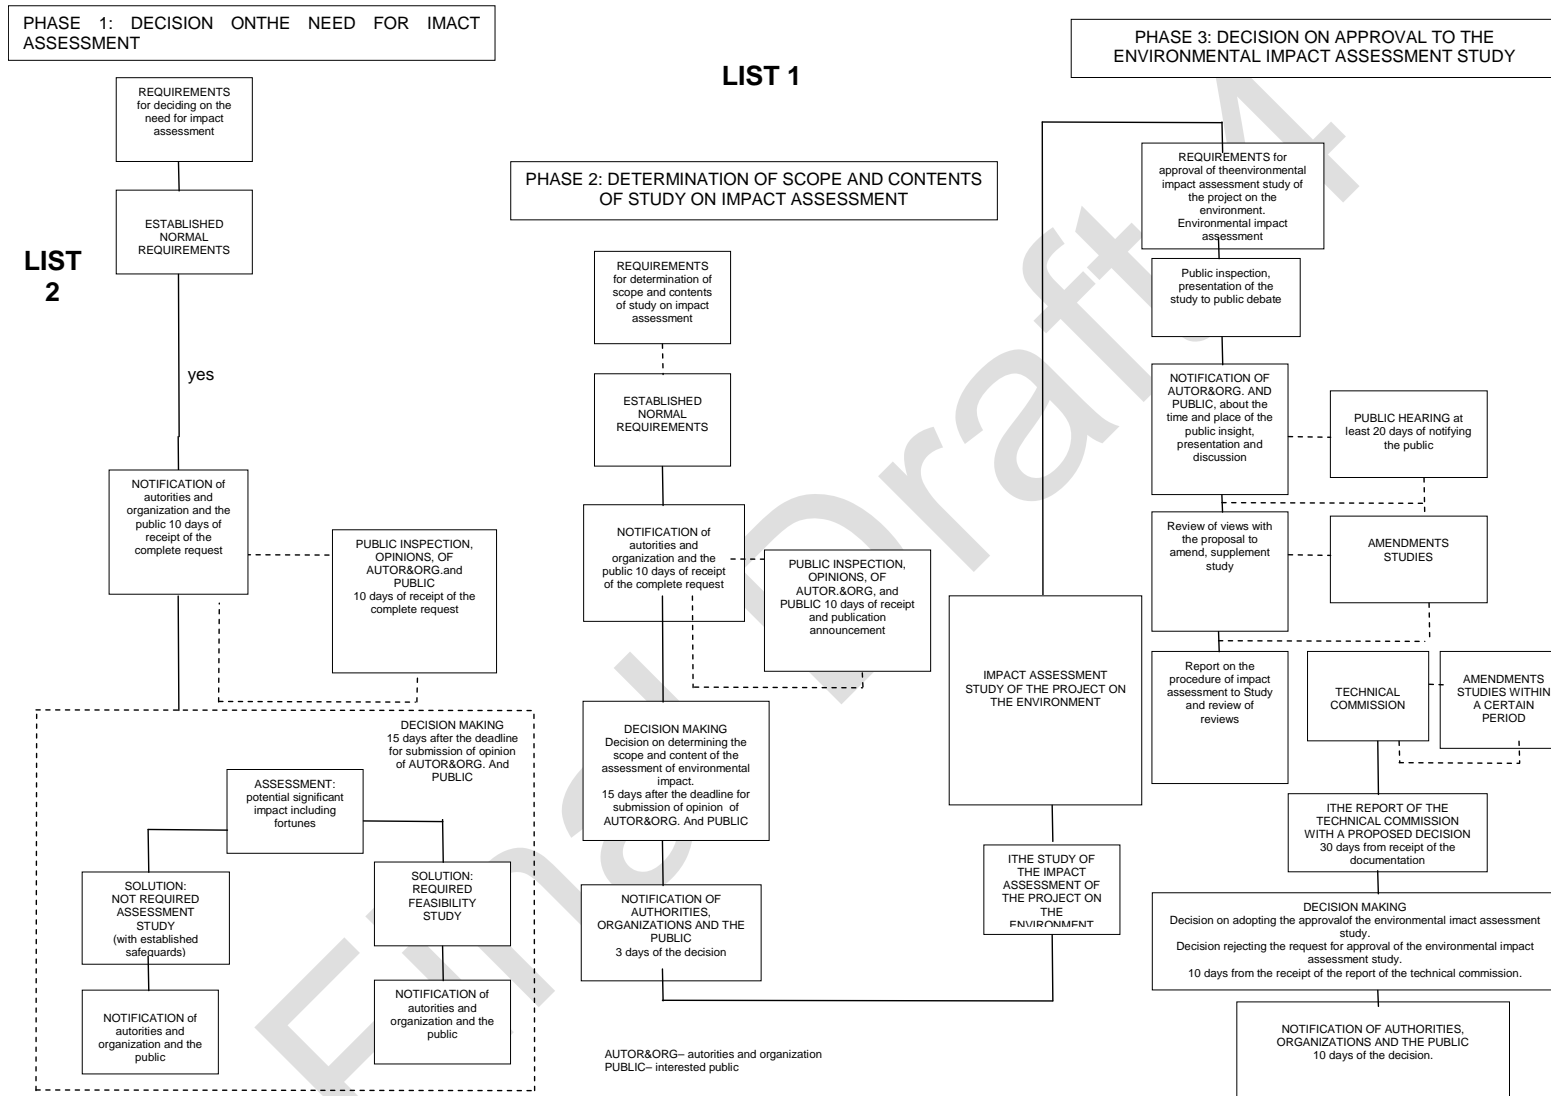 PHASE 1: DECISION ONTHE NEED FOR IMACT
ASSESSMENT
REQUIREMENTS
for deciding on the
need for impact
assessment
ESTABLISHED
NORMAL
REQUIREMENTS
LIST
2
yes
NOTIFICATION of
autorities and
organization and the
public 10 days of
receipt of the
complete request
PUBLIC INSPECTION,
OPINIONS, OF
AUTOR&ORG.and
PUBLIC
10 days of receipt of the
complete request
DECISION MAKING
15 days after the deadline
for submission of opinion
of AUTOR&ORG. And
PUBLIC
ASSESSMENT:
potential significant
impact including
fortunes
SOLUTION:
NOT REQUIRED
ASSESSMENT
STUDY
(with established
safeguards)
SOLUTION:
REQUIRED
FEASIBILITY
STUDY
NOTIFICATION of
autorities and
organization and the
public
NOTIFICATION of
autorities and
organization and the
public
LIST 1
PHASE 2: DETERMINATION OF SCOPE AND CONTENTS
OF STUDY ON IMPACT ASSESSMENT
REQUIREMENTS
for determination of
scope and contents
of study on impact
assessment
ESTABLISHED
NORMAL
REQUIREMENTS
NOTIFICATION of
autorities and
organization and the
public 10 days of receipt
of the complete request
PUBLIC INSPECTION,
OPINIONS, OF
AUTOR.&ORG, and
PUBLIC 10 days of receipt
and publication
announcement
DECISION MAKING
Decision on determining the
scope and content of the
assessment of environmental
impact.
15 days after the deadline for
submission of opinion of
AUTOR&ORG. And PUBLIC
NOTIFICATION OF
AUTHORITIES,
ORGANIZATIONS AND THE
PUBLIC
3 days of the decision
AUTOR&ORG– autorities and organization
PUBLIC– interested public
IMPACT ASSESSMENT
STUDY OF THE PROJECT ON
THE ENVIRONMENT
ITHE STUDY OF
THE IMPACT
ASSESSMENT OF
THE PROJECT ON
THE
ENVIRONMENT
PHASE 3: DECISION ON APPROVAL TO THE
ENVIRONMENTAL IMPACT ASSESSMENT STUDY
REQUIREMENTS for
approval of theenvironmental
impact assessment study of
the project on the
environment.
Environmental impact
assessment
Public inspection,
presentation of the
study to public debate
NOTIFICATION OF
AUTOR&ORG. AND
PUBLIC, about the
time and place of the
public insight,
presentation and
discussion
PUBLIC HEARING at
least 20 days of notifying
the public
Review of views with
the proposal to
amend, supplement
study
AMENDMENTS
STUDIES
Report on the
procedure of impact
assessment to Study
and review of
reviews
TECHNICAL
COMMISSION
AMENDMENTS
STUDIES WITHIN
A CERTAIN
PERIOD
ITHE REPORT OF THE
TECHNICAL COMMISSION
WITH A PROPOSED DECISION
30 days from receipt of the
documentation
DECISION MAKING
Decision on adopting the approvalof the environmental imact assessment
study.
Decision rejecting the request for approval of the environmental impact
assessment study.
10 days from the receipt of the report of the technical commission.
NOTIFICATION OF AUTHORITIES,
ORGANIZATIONS AND THE PUBLIC
10 days of the decision.
Final Draft 4